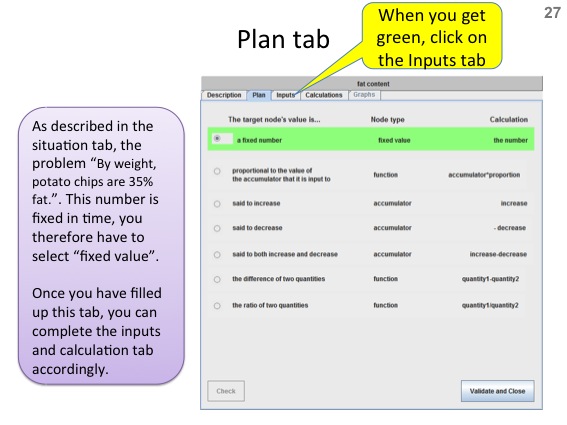 27
Plan tab
When you get
green, click on
the Inputs tab
As described in the
situation tab, the
problem “By weight,
potato chips are 35%
fat.”. This number is
fixed in time, you
therefore have to
select “fixed value”.
Once you have filled
up this tab, you can
complete the inputs
and calculation tab
accordingly.
fat content
Description Plan Inputs Calculations Graphs
The target node's value is... Node type Calculation
a fixed number fixed value the number
proportional to the value of
the accumulator that it is input to function accumulator*proportion
said to increase accumulator increase
said to decrease accumulator - decrease
said to both increase and decrease accumulator increase-decrease
the difference of two quantities function quantity1-quantity2
the ratio of two quantities function quantity1/quantity2
Check Validate and Close